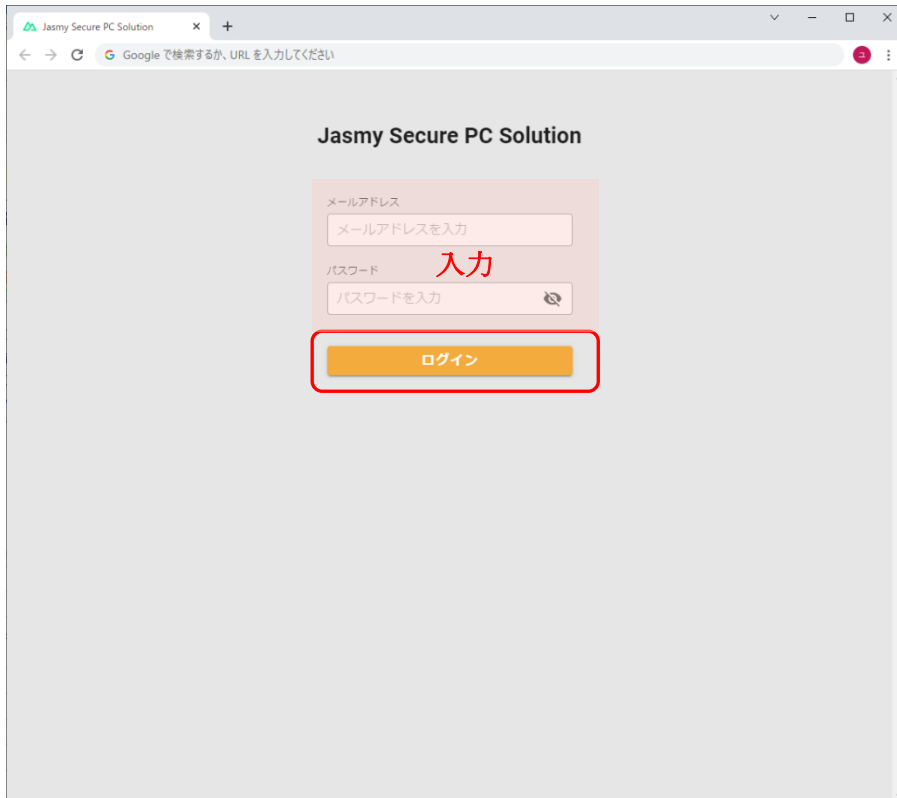 Jasmy Secure PC Solution
Google で検索するか、URL を入力してください
ユ
Jasmy Secure PC Solution
メールアドレス
メールアドレスを入力
入力
パスワード
パスワードを入力
ログイン